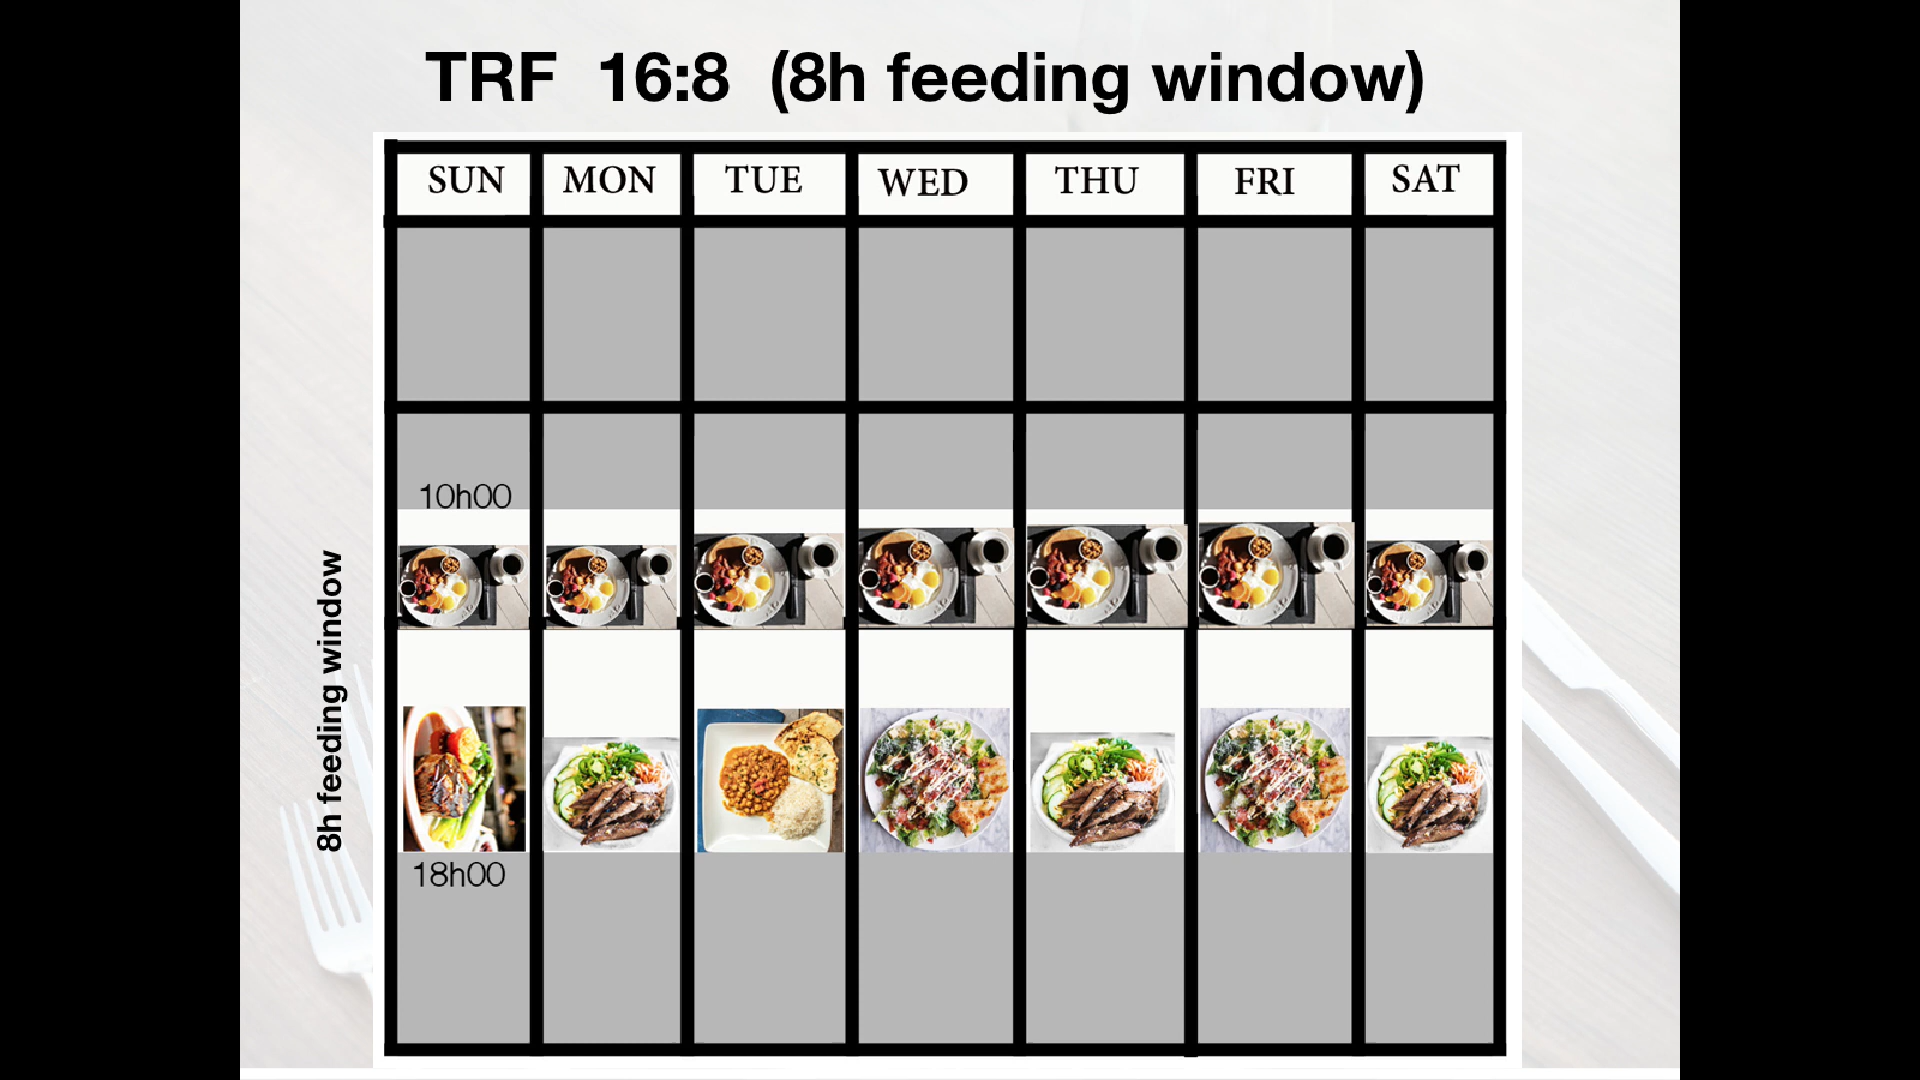 TRF 16:8 (8h feeding window)
SUN MON TUE WED THU FRI SAT
10h00
8h feeding window
18h00